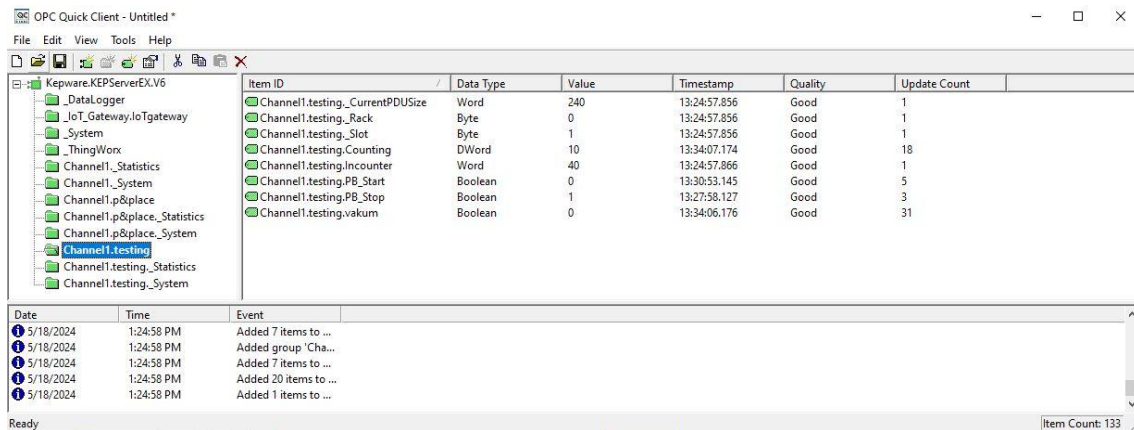 OPC Quick Client - Untitled *
File Edit View Tools Help
Kepware.KEPServerEX.V6
_DataLogger
_IoT_Gateway.IoTgateway
_System
_ThingWorx
Channel1._Statistics
Channel1._System
Channel1.p&place
Channel1.p&place._Statistics
Channel1.p&place._System
Channel1.testing
Channel1.testing._Statistics
Channel1.testing._System
Item ID Data Type Value Timestamp Quality Update Count
Channel1.testing._CurrentPDUSize Word 240 13:24:57.856 Good 1
Channel1.testing._Rack Byte 0 13:24:57.856 Good 1
Channel1.testing._Slot Byte 1 13:24:57.856 Good 1
Channel1.testing.Counting DWord 10 13:34:07.174 Good 18
Channel1.testing.Incounter Word 40 13:24:57.866 Good 1
Channel1.testing.PB_Start Boolean 0 13:30:53.145 Good 5
Channel1.testing.PB_Stop Boolean 1 13:27:58.127 Good 3
Channel1.testing.vakum Boolean 0 13:34:06.176 Good 31
Date Time Event
5/18/2024 1:24:58 PM Added 7 items to ...
5/18/2024 1:24:58 PM Added group 'Cha...
5/18/2024 1:24:58 PM Added 7 items to ...
5/18/2024 1:24:58 PM Added 20 items to ...
5/18/2024 1:24:58 PM Added 1 items to ...
Ready Item Count: 133